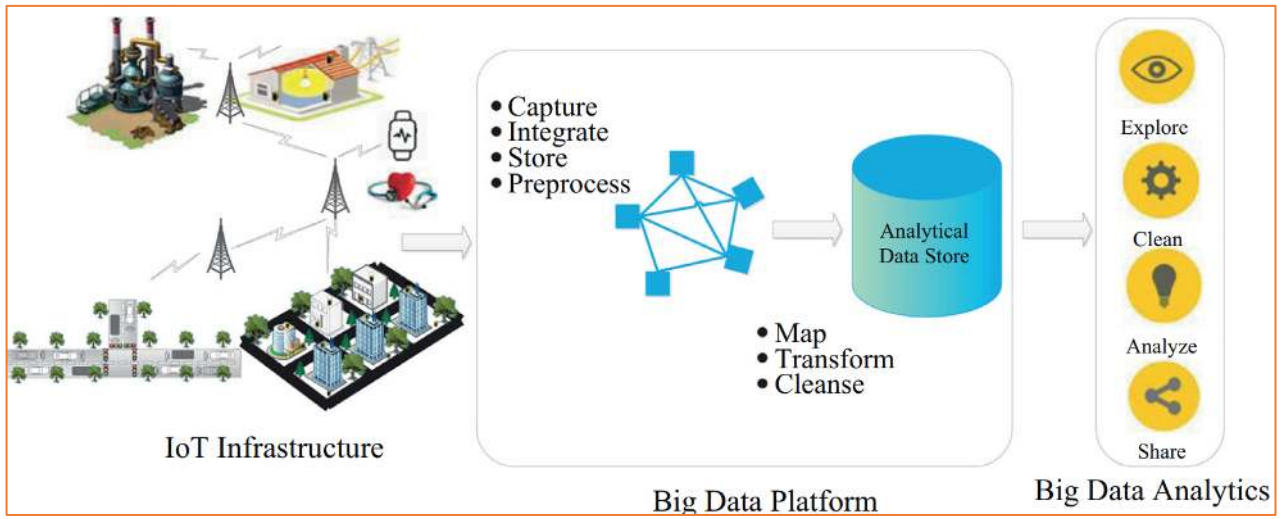 • Capture
• Integrate
• Store
• Preprocess
Analytical
Data Store
• Map
• Transform
• Cleanse
Explore
Clean
Analyze
Share
IoT Infrastructure
Big Data Platform
Big Data Analytics